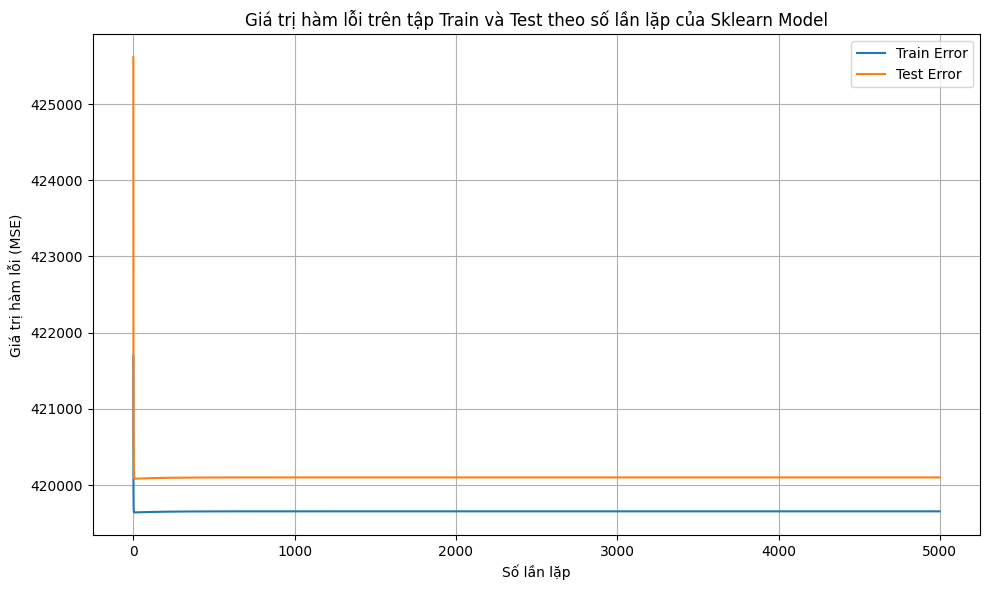 Giá trị hàm lỗi trên tập Train và Test theo số lần lặp của Sklearn Model
Train Error
Test Error
Giá trị hàm lỗi (MSE)
425000
424000
423000
422000
421000
420000
0 1000 2000 3000 4000 5000
Số lần lặp